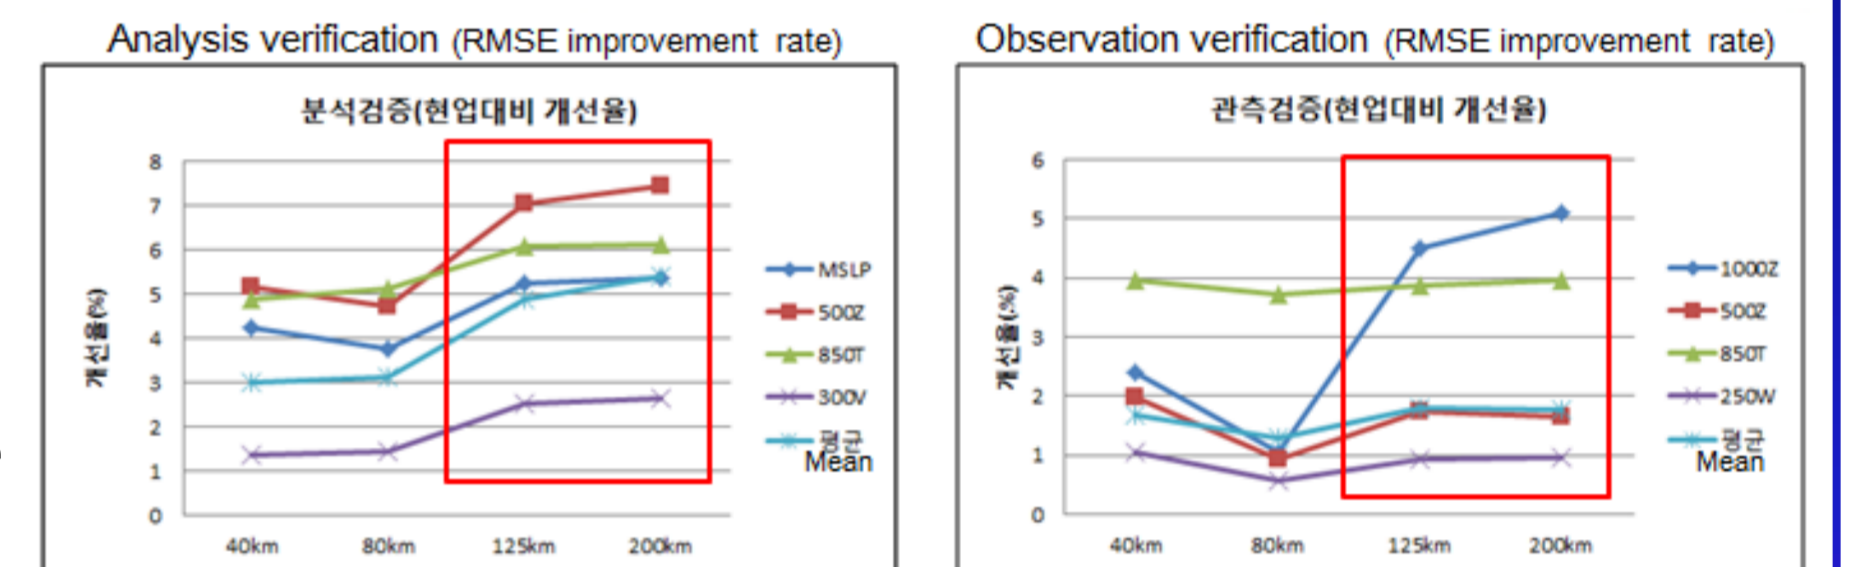 Analysis verification (RMSE improvement rate)
분석검증(현업대비 개선율)
개선율(%)
8
7
6
5
4
3
2
1
0
40km 80km 125km 200km
MSLP
500Z
850T
300V
평균
Mean
Observation verification (RMSE improvement rate)
관측검증(현업대비 개선율)
개선율(%)
6
5
4
3
2
1
0
40km 80km 125km 200km
1000Z
500Z
850T
250W
평균
Mean